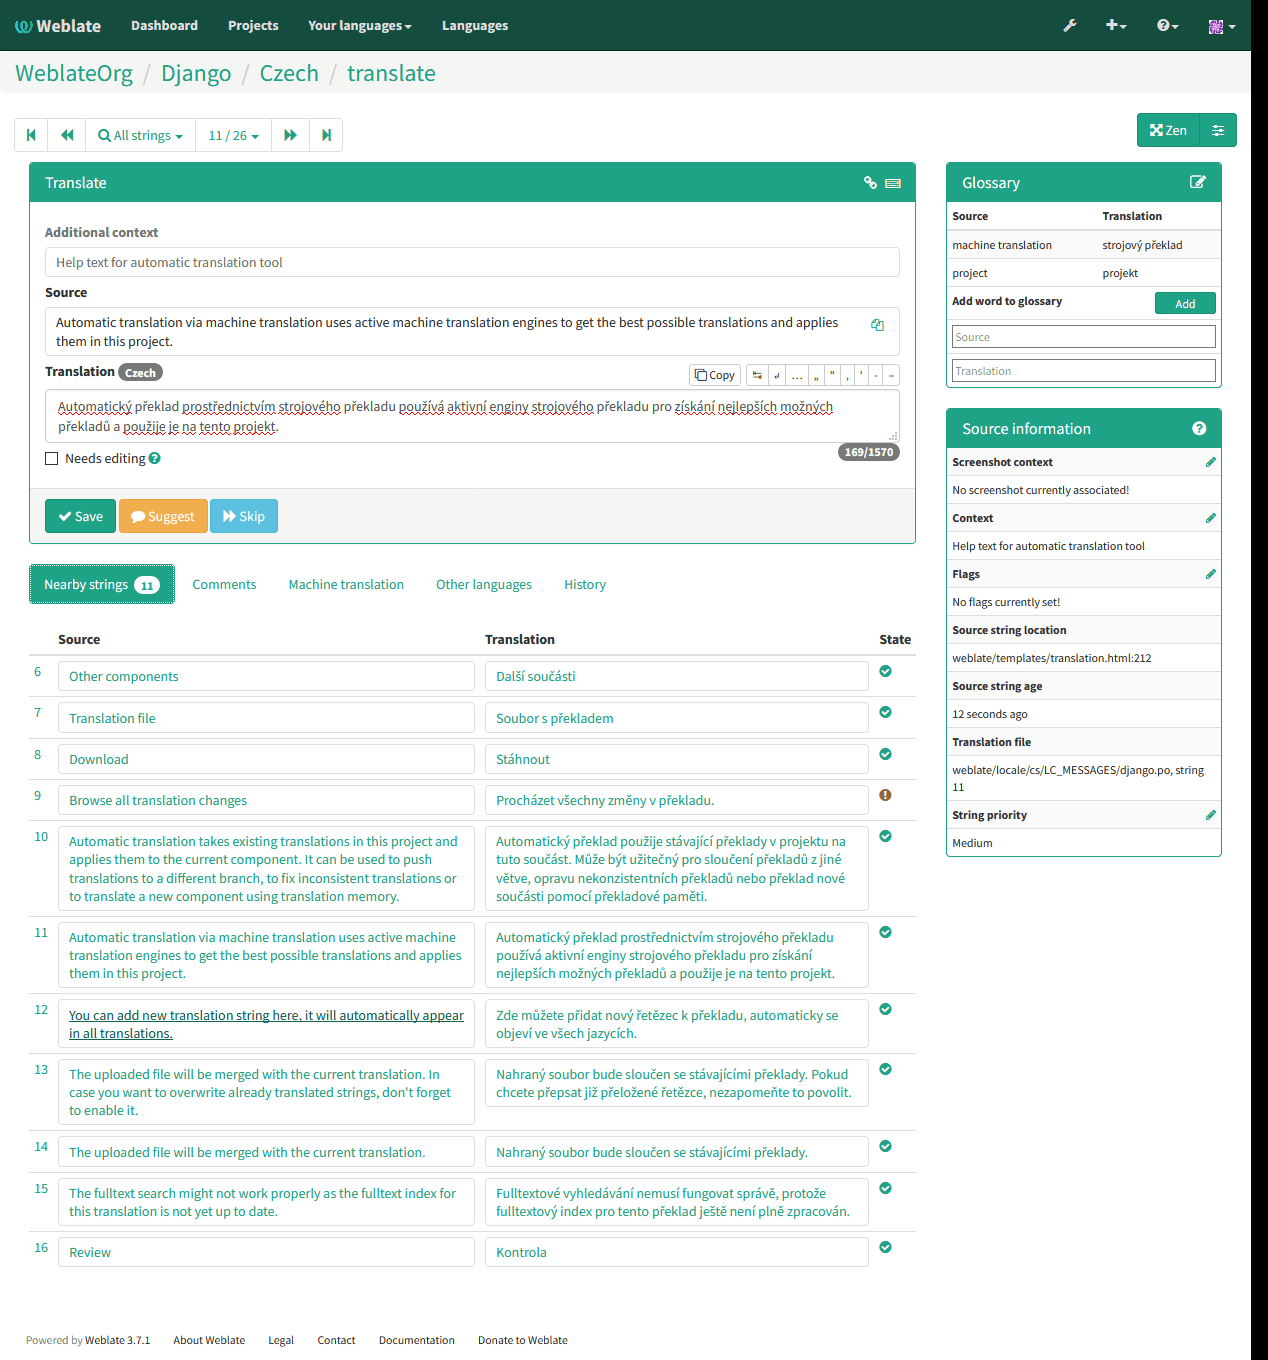 Weblate Dashboard Projects Your languages Languages
WeblateOrg / Django / Czech / translate
All strings 11 / 26 Zen
Translate
Additional context
Help text for automatic translation tool
Source
Automatic translation via machine translation uses active machine translation engines to get the best possible translations and applies
them in this project.
Translation Czech Copy ↹ ↲ … „ “ ‚ ‘ - –
Automatický překlad prostřednictvím strojového překladu používá aktivní enginy strojového překladu pro získání nejlepších možných
překladů a použije je na tento projekt.
169/1570
Needs editing
Save Suggest Skip
Nearby strings 11 Comments Machine translation Other languages History
Source Translation State
6 Other components Další součásti
7 Translation file Soubor s překladem
8 Download Stáhnout
9 Browse all translation changes Procházet všechny změny v překladu.
10 Automatic translation takes existing translations in this project and
applies them to the current component. It can be used to push
translations to a different branch, to fix inconsistent translations or
to translate a new component using translation memory.
Automatický překlad použije stávající překlady v projektu na
tuto součást. Může být užitečný pro sloučení překladů z jiné
větve, opravu nekonzistentních překladů nebo překlad nové
součásti pomocí překladové paměti.
11 Automatic translation via machine translation uses active machine
translation engines to get the best possible translations and applies
them in this project.
Automatický překlad prostřednictvím strojového překladu
používá aktivní enginy strojového překladu pro získání
nejlepších možných překladů a použije je na tento projekt.
12 You can add new translation string here, it will automatically appear
in all translations.
Zde můžete přidat nový řetězec k překladu, automaticky se
objeví ve všech jazycích.
13 The uploaded file will be merged with the current translation. In
case you want to overwrite already translated strings, don't forget
to enable it.
Nahraný soubor bude sloučen se stávajícími překlady. Pokud
chcete přepsat již přeložené řetězce, nezapomeňte to povolit.
14 The uploaded file will be merged with the current translation. Nahraný soubor bude sloučen se stávajícími překlady.
15 The fulltext search might not work properly as the fulltext index for
this translation is not yet up to date.
Fulltextové vyhledávání nemusí fungovat správě, protože
fulltextový index pro tento překlad ještě není plně zpracován.
16 Review Kontrola
Glossary
Source Translation
machine translation strojový překlad
project projekt
Add word to glossary Add
Source
Translation
Source information
Screenshot context
No screenshot currently associated!
Context
Help text for automatic translation tool
Flags
No flags currently set!
Source string location
weblate/templates/translation.html:212
Source string age
12 seconds ago
Translation file
weblate/locale/cs/LC_MESSAGES/django.po, string
11
String priority
Medium
Powered by Weblate 3.7.1 About Weblate Legal Contact Documentation Donate to Weblate